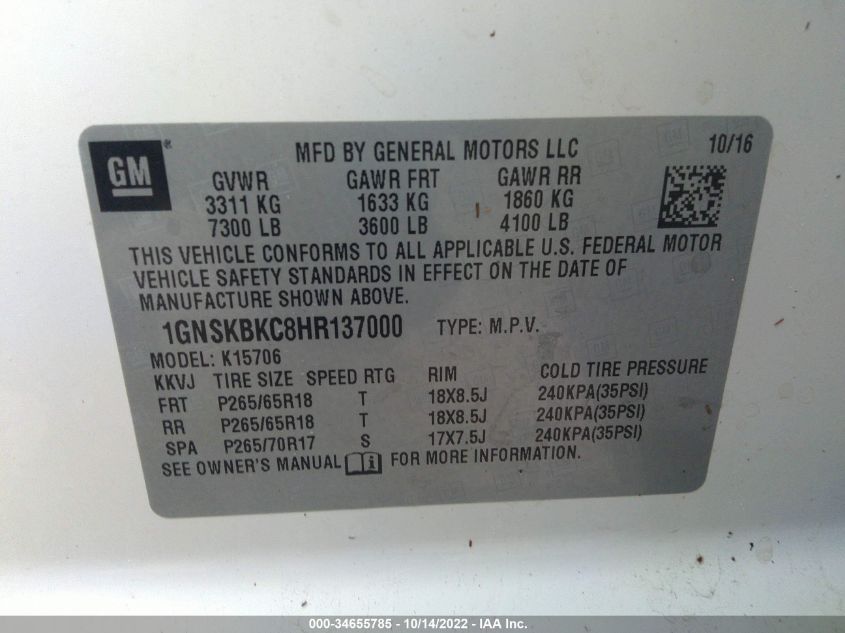 GM ® MFD BY GENERAL MOTORS LLC 10/16
GVWR GAWR FRT GAWR RR
3311 KG 1633 KG 1860 KG
7300 LB 3600 LB 4100 LB
THIS VEHICLE CONFORMS TO ALL APPLICABLE U.S. FEDERAL MOTOR
VEHICLE SAFETY STANDARDS IN EFFECT ON THE DATE OF
MANUFACTURE SHOWN ABOVE.
1GNSKBKC8HR137000 TYPE: M.P.V.
MODEL: K15706
KKVJ TIRE SIZE SPEED RTG RIM COLD TIRE PRESSURE
FRT P265/65R18 T 18X8.5J 240KPA(35PSI)
RR P265/65R18 T 18X8.5J 240KPA(35PSI)
SPA P265/70R17 S 17X7.5J 240KPA(35PSI)
SEE OWNER'S MANUAL FOR MORE INFORMATION.
000-34655785 - 10/14/2022 - IAA Inc.